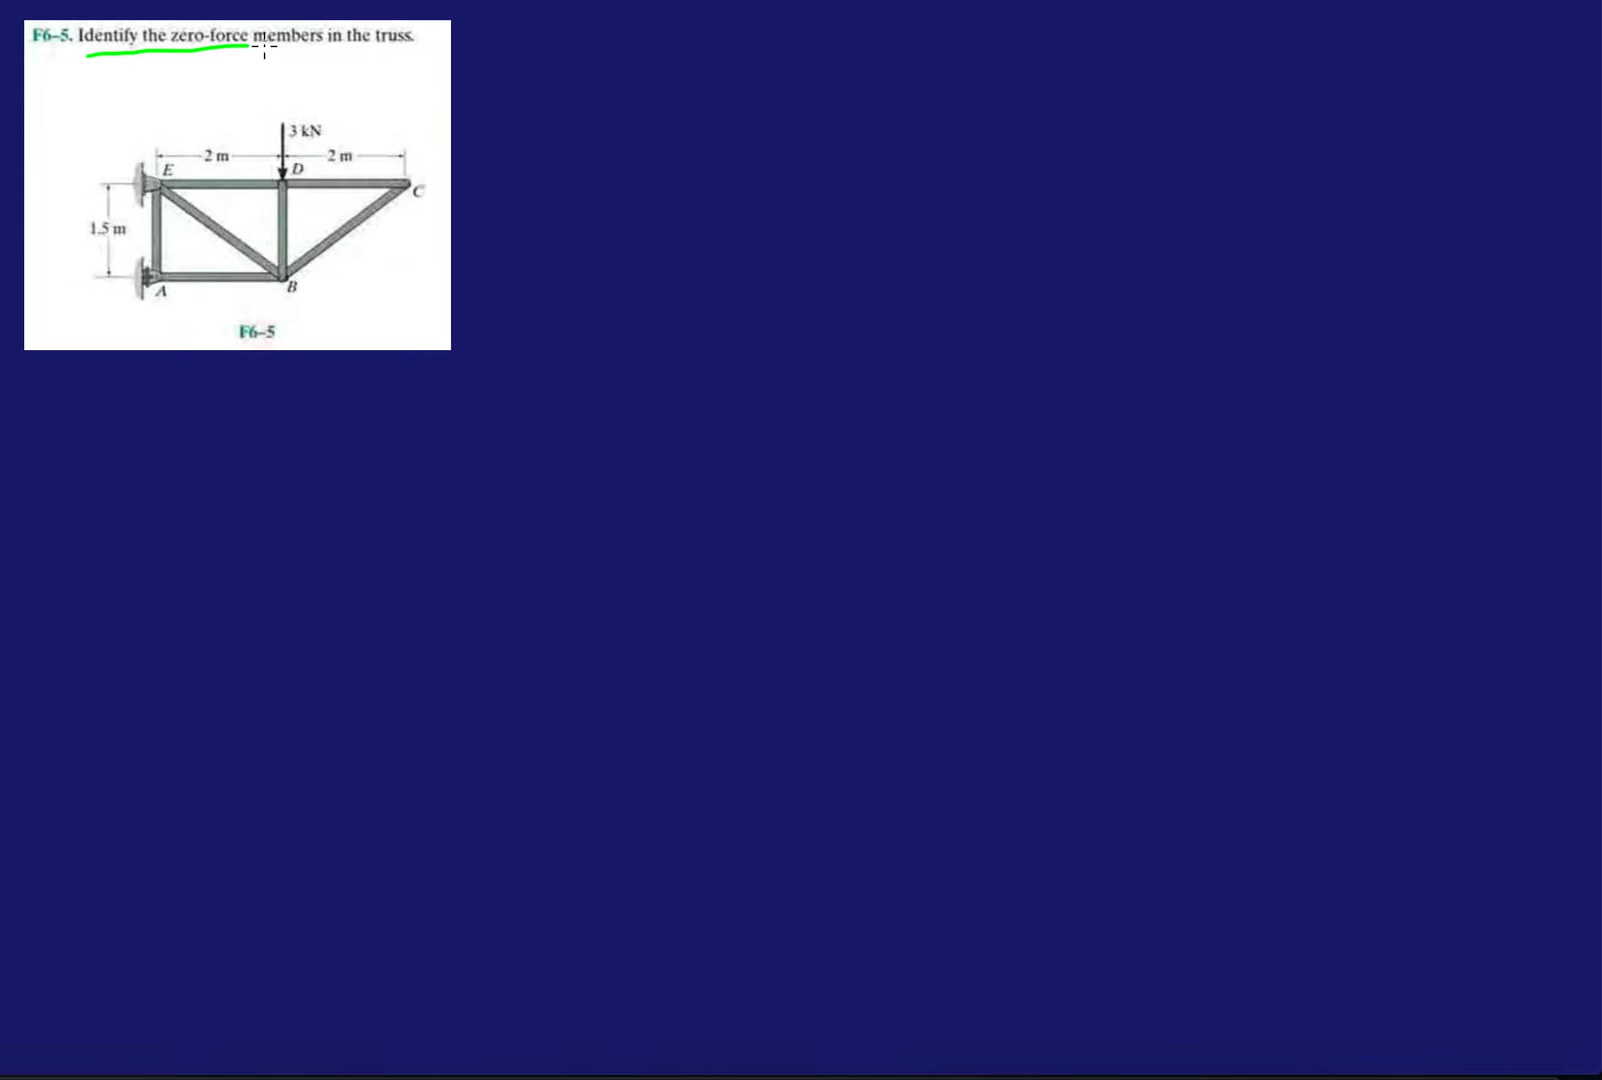 F6–5. Identify the zero-force members in the truss.
3 kN
2 m
2 m
E
D
C
1.5 m
A
B
F6–5